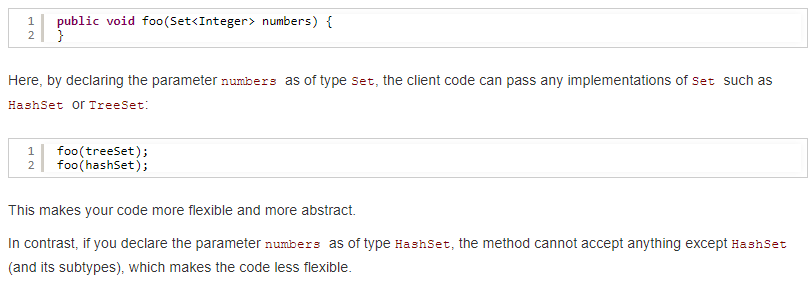 1 public void foo(Set<Integer> numbers) {
2 }
Here, by declaring the parameter numbers as of type Set, the client code can pass any implementations of Set such as
HashSet or TreeSet:
1 foo(treeSet);
2 foo(hashSet);
This makes your code more flexible and more abstract.
In contrast, if you declare the parameter numbers as of type HashSet, the method cannot accept anything except HashSet
(and its subtypes), which makes the code less flexible.